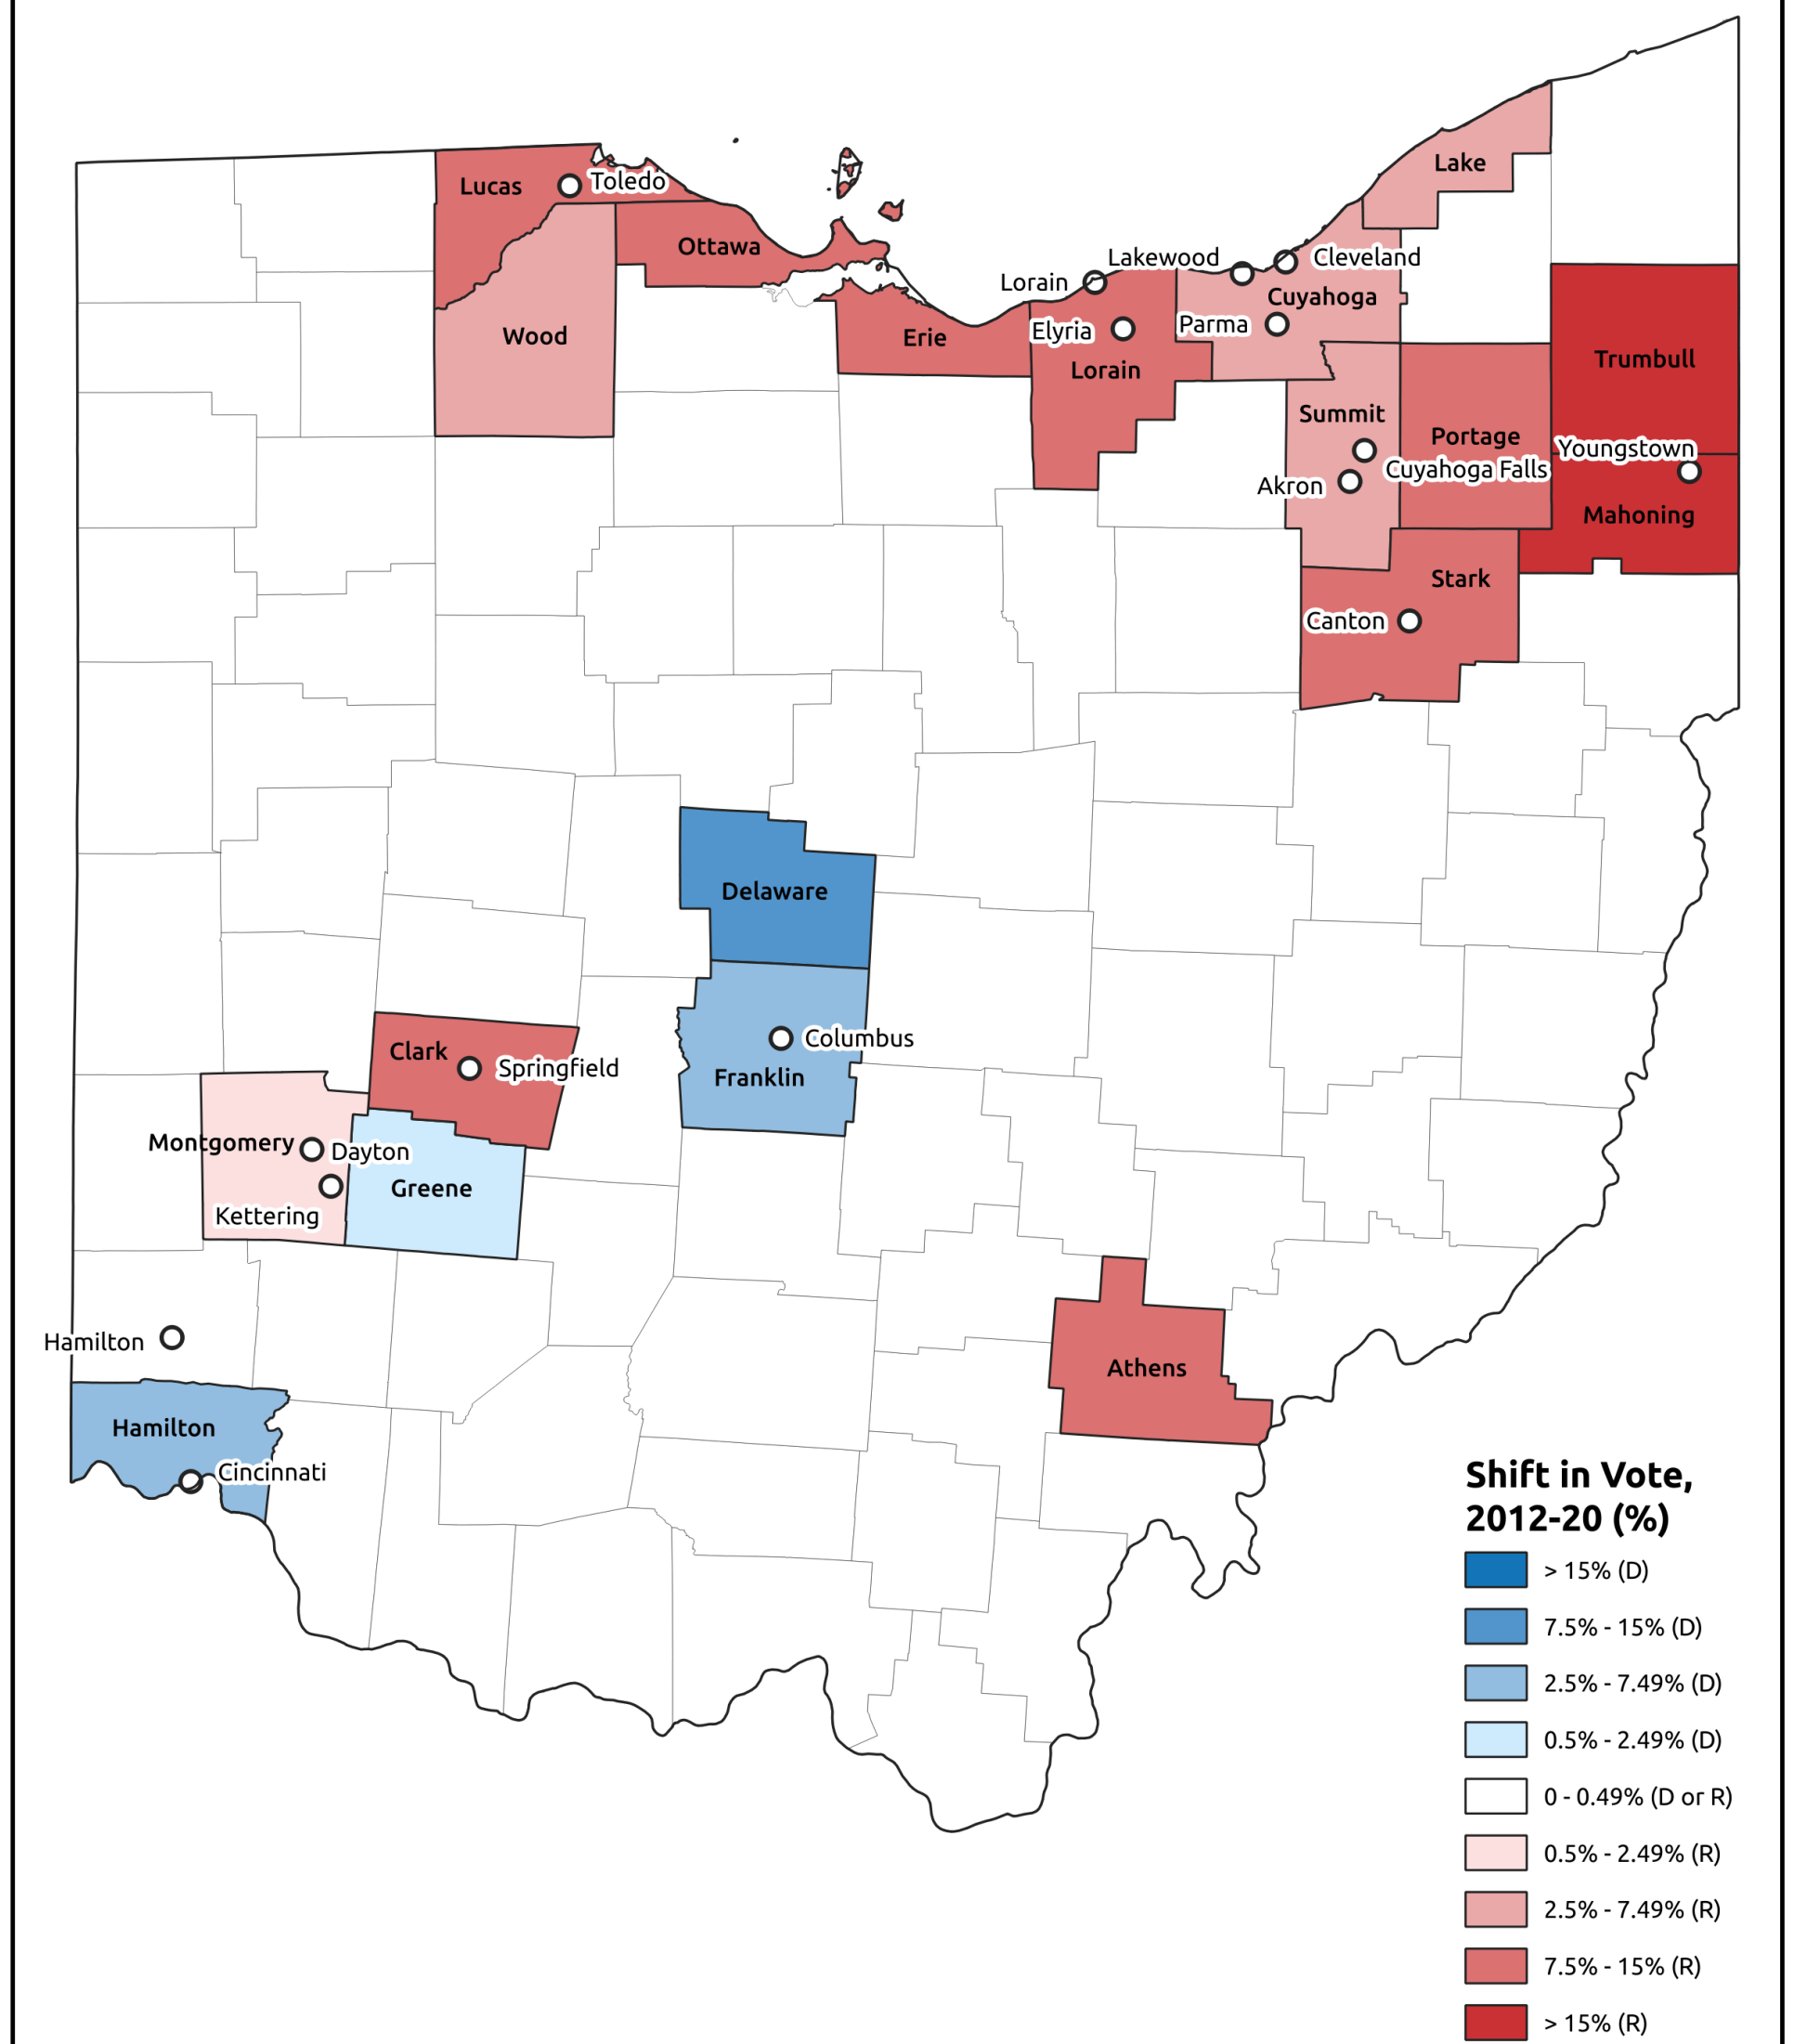 Lake
Lucas
Toledo
Ottawa
Lakewood
Cleveland
Lorain
Cuyahoga
Wood
Erie
Elyria
Parma
Lorain
Trumbull
Summit
Portage
Youngstown
Cuyahoga Falls
Akron
Mahoning
Stark
Canton
Delaware
Columbus
Clark
Springfield
Franklin
Montgomery
Dayton
Greene
Kettering
Hamilton
Athens
Hamilton
Cincinnati
Shift in Vote,
2012-20 (%)
> 15% (D)
7.5% - 15% (D)
2.5% - 7.49% (D)
0.5% - 2.49% (D)
0 - 0.49% (D or R)
0.5% - 2.49% (R)
2.5% - 7.49% (R)
7.5% - 15% (R)
> 15% (R)